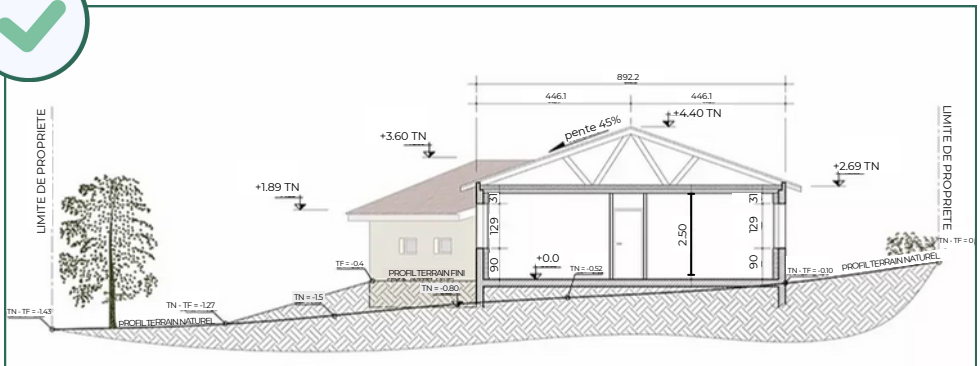 892.2
446.1
446.1
+4.40 TN
pente 45%
+3.60 TN
+2.69 TN
+1.89 TN
LIMITE DE PROPRIETE
LIMITE DE PROPRIETE
31
129
90
2.50
31
129
90
+0.0
TN = -0.52
TF = -0.4
PROFIL TERRAIN FINI
TN = -0.80
TN - TF = 0,
PROFIL TERRAIN NATUREL
TN - TF = -0.10
TN = -1.5
TN - TF = -1.27
TN - TF = -1.43
PROFIL TERRAIN NATUREL